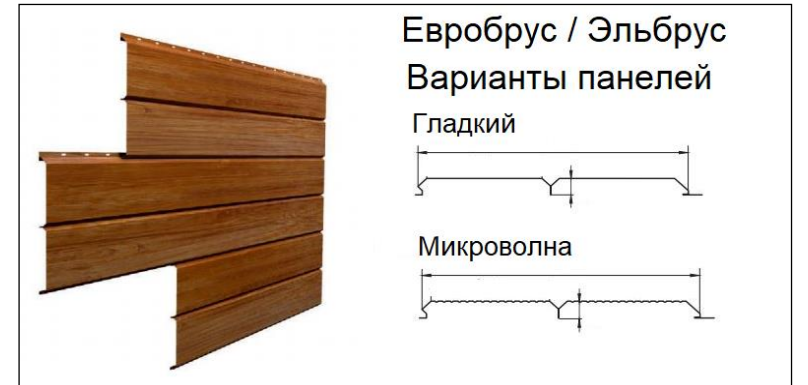 Евробрус / Эльбрус
Варианты панелей
Гладкий
Микроволна